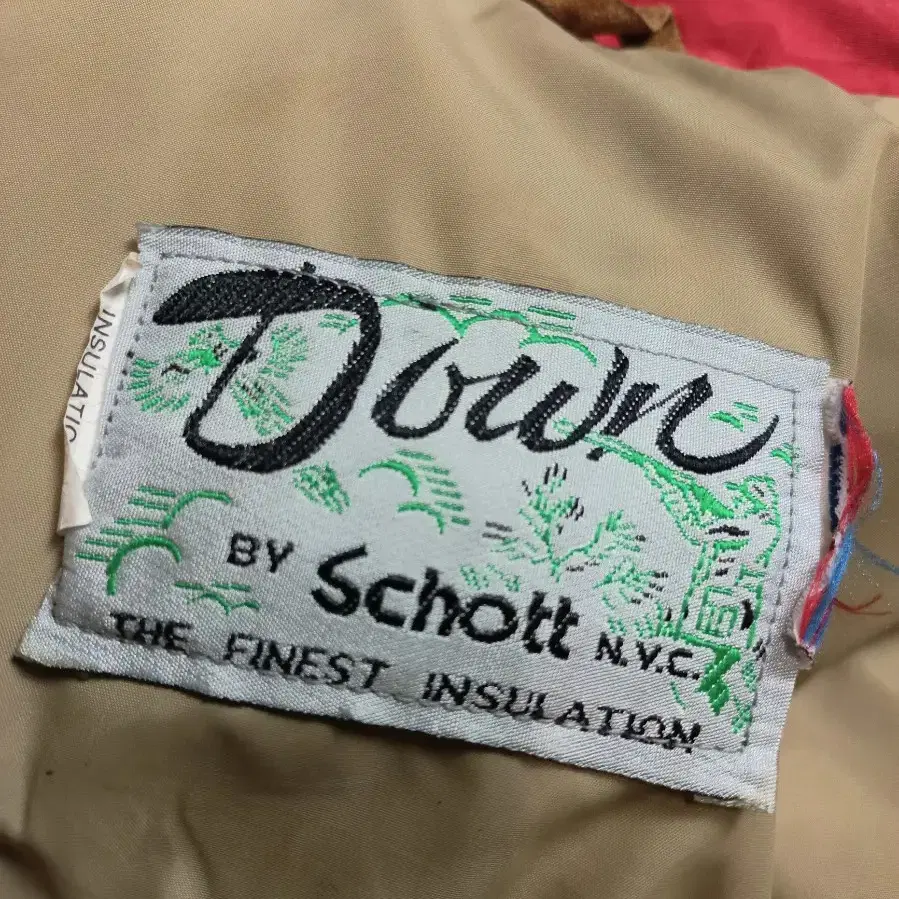 Down
BY Schott N.Y.C.
THE FINEST INSULATION
INSULATIO